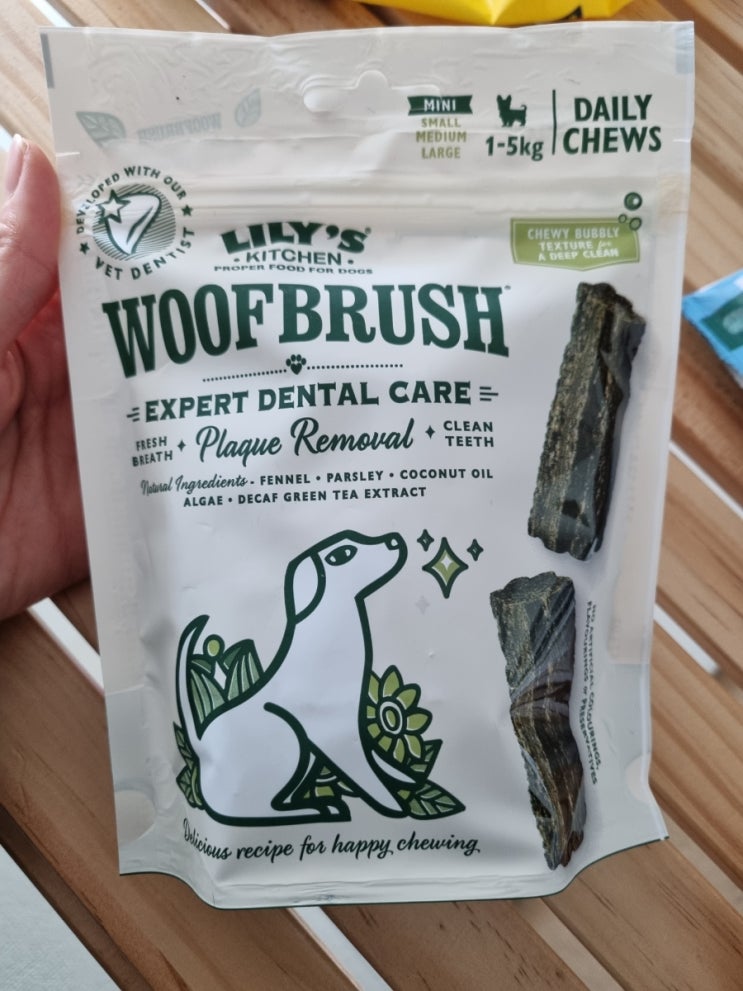 MINI
SMALL
MEDIUM
LARGE
1-5kg
DAILY
CHEWS
WOOFBRUSH
DEVELOPED WITH OUR
VET DENTIST
LILY'S
• KITCHEN •
PROPER FOOD FOR DOGS
CHEWY BUBBLY
TEXTURE for
A DEEP CLEAN
WOOFBRUSH
EXPERT DENTAL CARE
FRESH
BREATH
Plaque Removal
CLEAN
TEETH
Natural Ingredients - FENNEL • PARSLEY • COCONUT OIL
ALGAE • DECAF GREEN TEA EXTRACT
NO ARTIFICIAL COLOURINGS,
FLAVOURINGS or PRESERVATIVES
Delicious recipe for happy chewing